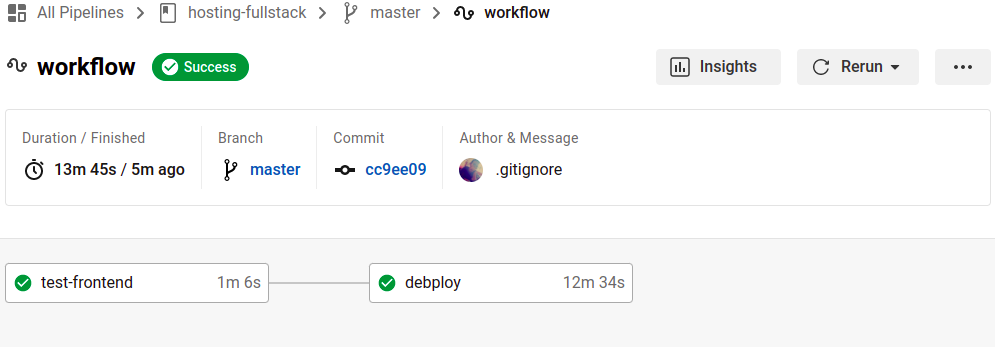 All Pipelines hosting-fullstack master workflow
workflow Success Insights Rerun
Duration / Finished Branch Commit Author & Message
13m 45s / 5m ago master cc9ee09 .gitignore
test-frontend 1m 6s debploy 12m 34s